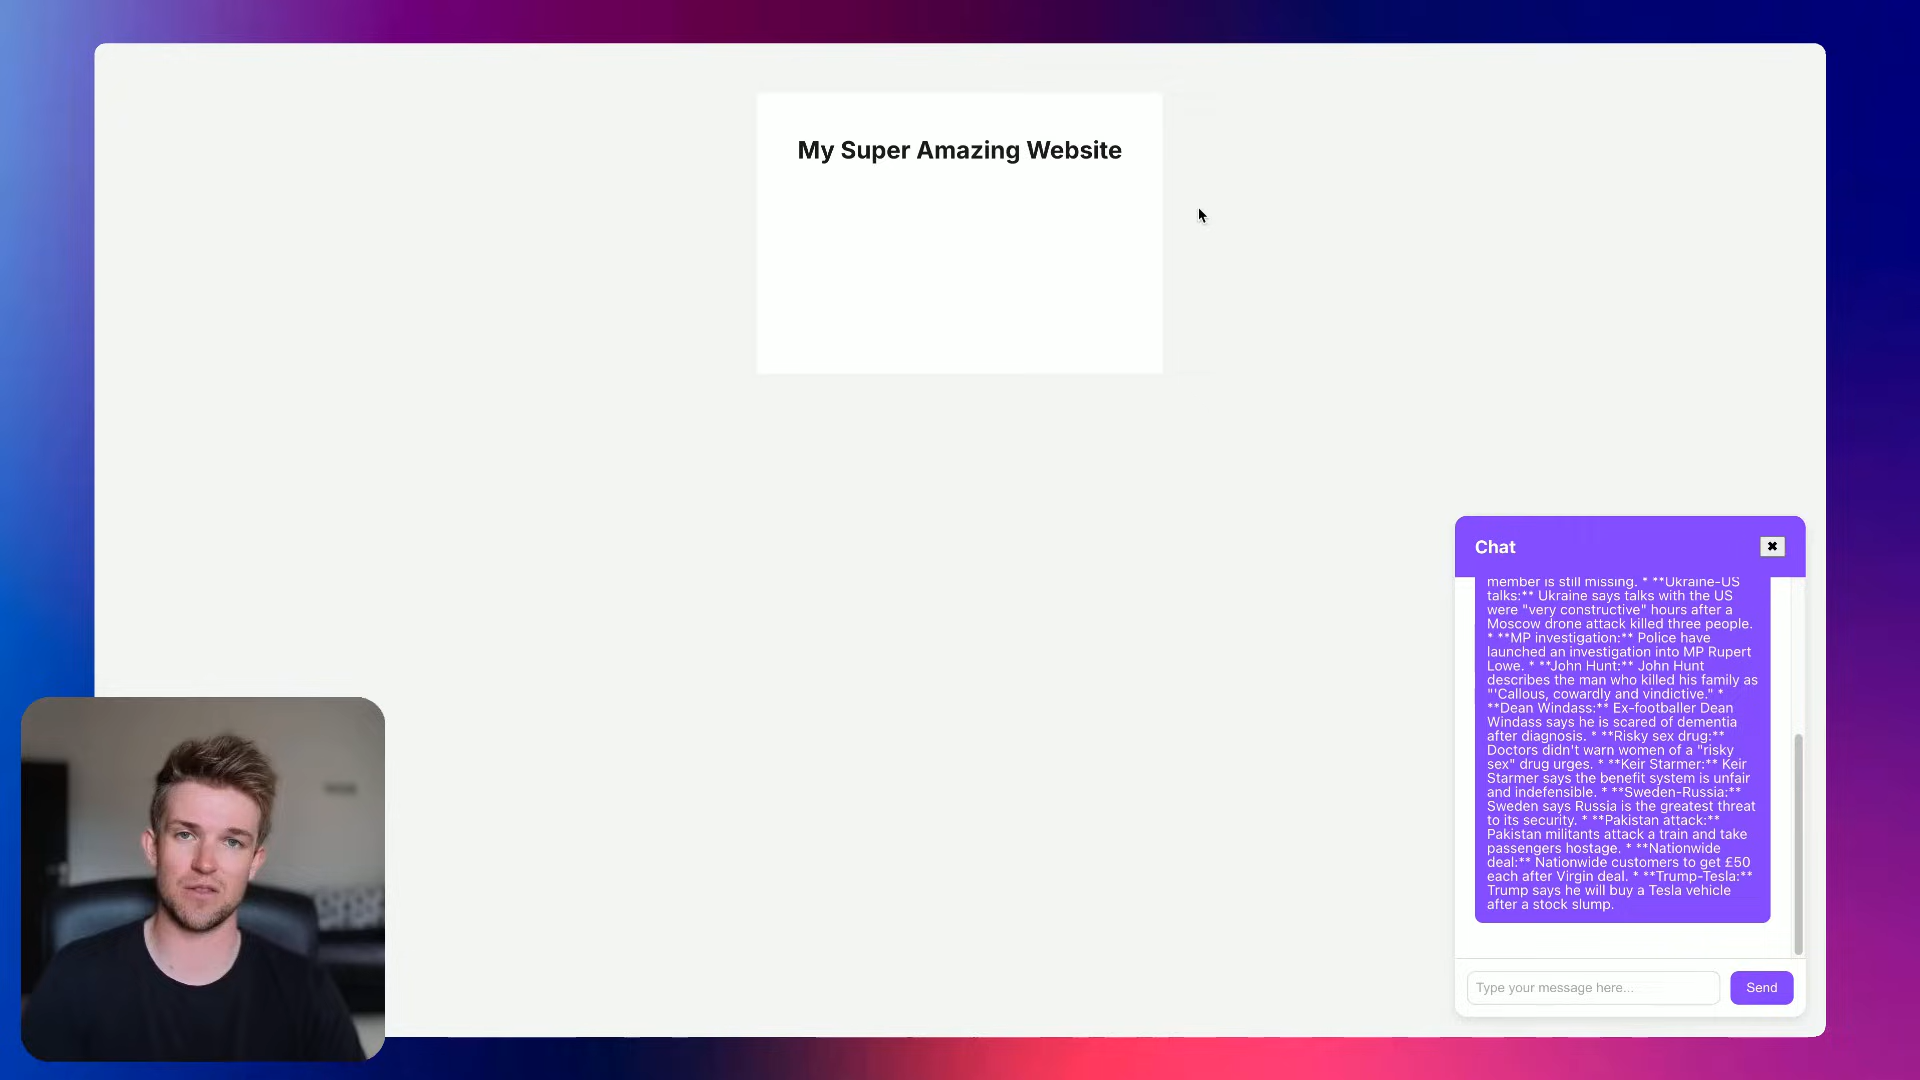 My Super Amazing Website
Chat
✖
member is still missing. * **Ukraine-US
talks:** Ukraine says talks with the US
were "very constructive" hours after a
Moscow drone attack killed three people.
* **MP investigation:** Police have
launched an investigation into MP Rupert
Lowe. * **John Hunt:** John Hunt
describes the man who killed his family as
"'Callous, cowardly and vindictive." *
**Dean Windass:** Ex-footballer Dean
Windass says he is scared of dementia
after diagnosis. * **Risky sex drug:**
Doctors didn't warn women of a "risky
sex" drug urges. * **Keir Starmer:** Keir
Starmer says the benefit system is unfair
and indefensible. * **Sweden-Russia:**
Sweden says Russia is the greatest threat
to its security. * **Pakistan attack:**
Pakistan militants attack a train and take
passengers hostage. * **Nationwide
deal:** Nationwide customers to get £50
each after Virgin deal. * **Trump-Tesla:**
Trump says he will buy a Tesla vehicle
after a stock slump.
Type your message here...
Send